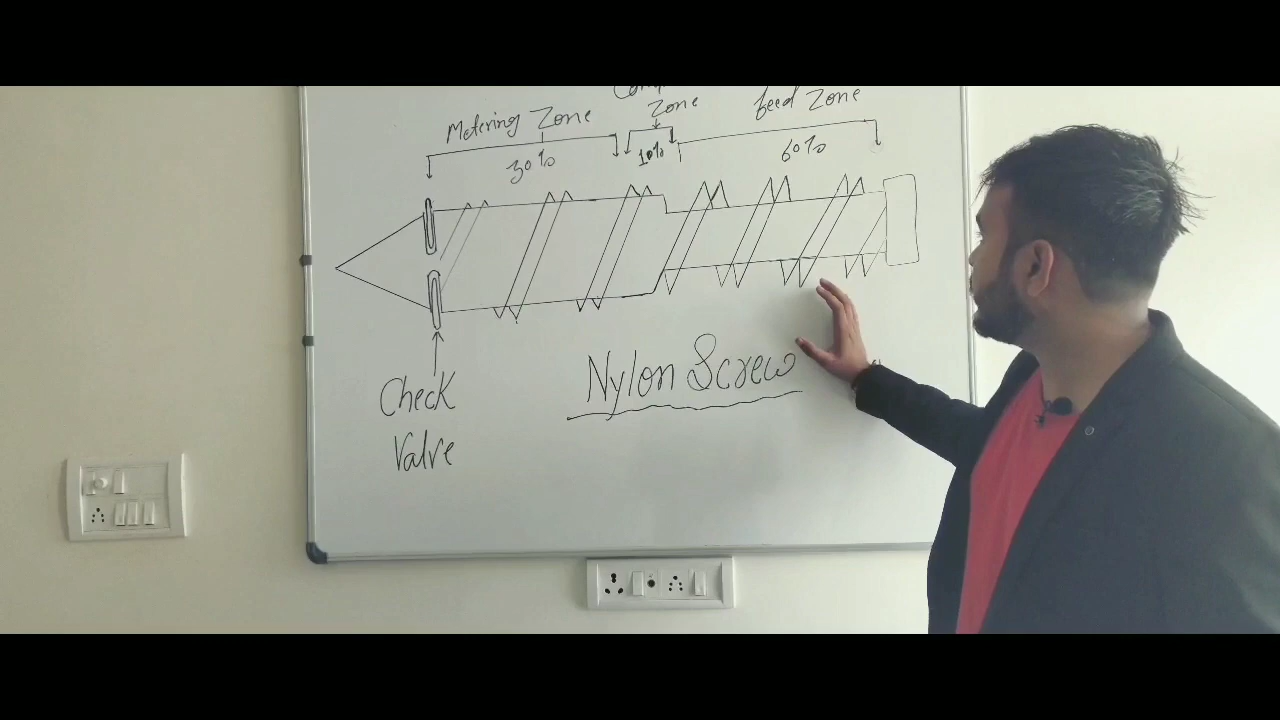 Metering Zone
30%
Zone
10%
feed Zone
60%
Check
Valve
Nylon Screw